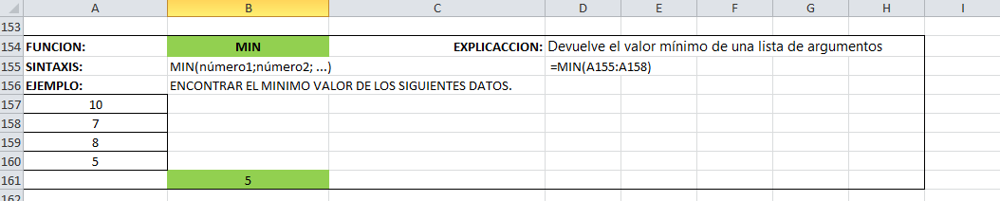 A B C D E F G H I
153
154 FUNCION: MIN EXPLICACCION: Devuelve el valor mínimo de una lista de argumentos
155 SINTAXIS: MIN(número1;número2; ...) =MIN(A155:A158)
156 EJEMPLO: ENCONTRAR EL MINIMO VALOR DE LOS SIGUIENTES DATOS.
157 10
158 7
159 8
160 5
161 5
162